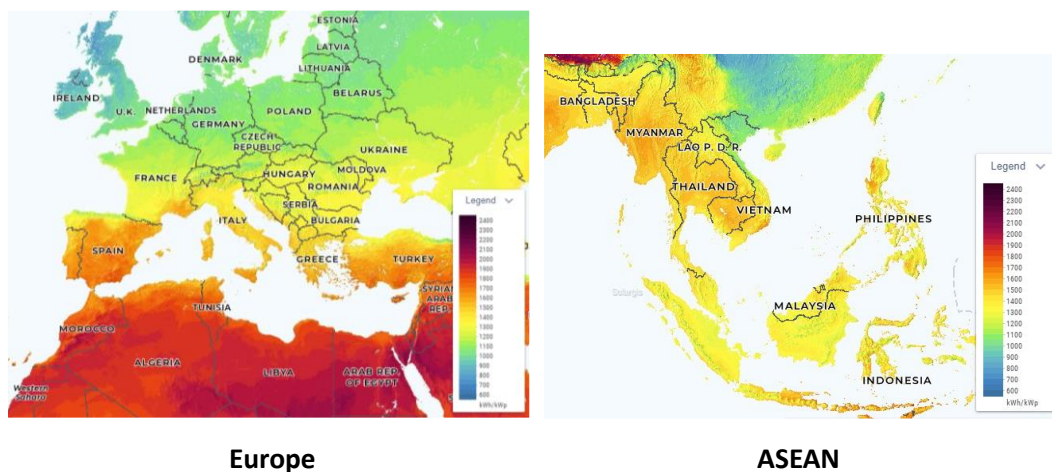 ESTONIA
LATVIA
DENMARK
LITHUANIA
BELARUS
IRELAND
U.K.
NETHERLANDS
POLAND
GERMANY
CZECH
REPUBLIC
UKRAINE
FRANCE
HUNGARY
MOLDOVA
ROMANIA
SERBIA
ITALY
BULGARIA
SPAIN
GREECE
TURKEY
SYRIAN
ARAB
REP.
TUNISIA
MOROCCO
ALGERIA
LIBYA
ARAB REP.
OF EGYPT
Western
Sahara
Legend
2400
2200
2100
2000
1900
1800
1700
1600
1500
1400
1300
1200
1100
1000
900
800
700
600
kWh/kWp
Europe
BANGLADESH
MYANMAR
LAO P. D. R.
THAILAND
VIETNAM
PHILIPPINES
Solargis
MALAYSIA
INDONESIA
Legend
2400
2200
2100
2000
1900
1800
1700
1600
1500
1400
1300
1200
1100
1000
900
800
700
600
kWh/kWp
ASEAN